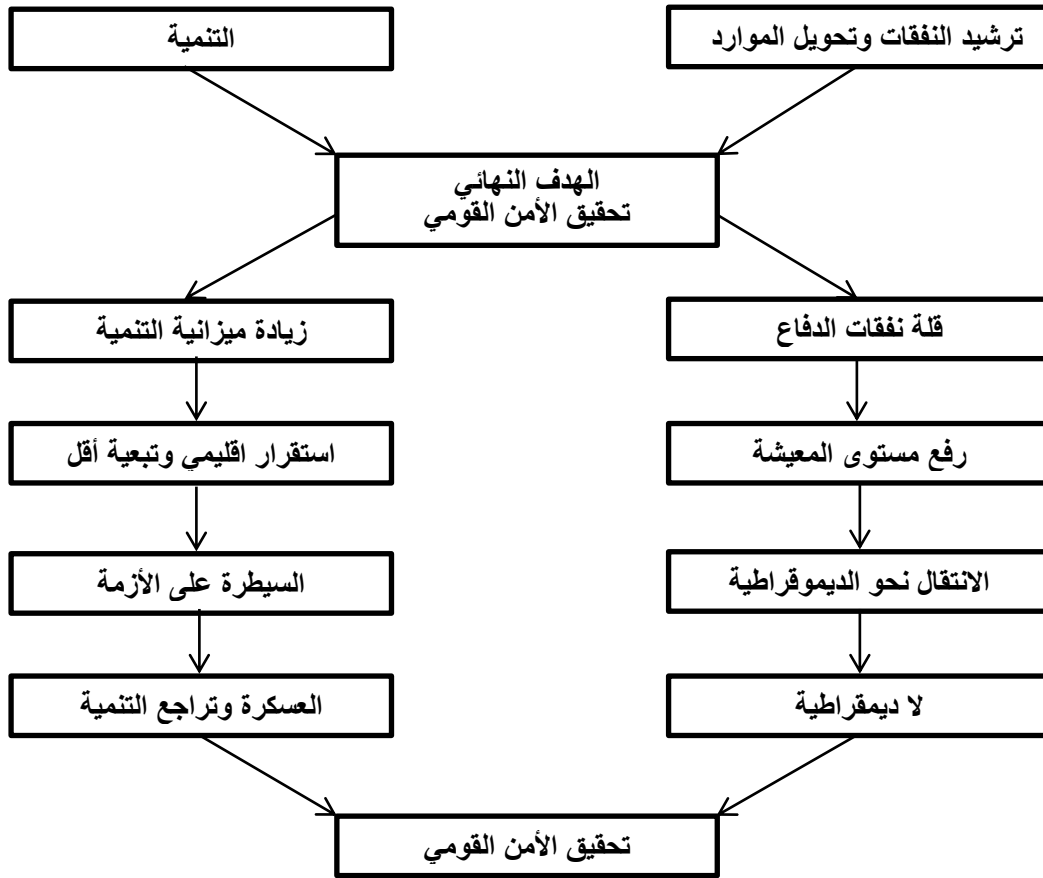 ترشيد النفقات وتحويل الموارد
التنمية
الهدف النهائي
تحقيق الأمن القومي
قلة نفقات الدفاع
زيادة ميزانية التنمية
رفع مستوى المعيشة
استقرار اقليمي وتبعية أقل
الانتقال نحو الديموقراطية
السيطرة على الأزمة
لا ديمقراطية
العسكرة وتراجع التنمية
تحقيق الأمن القومي